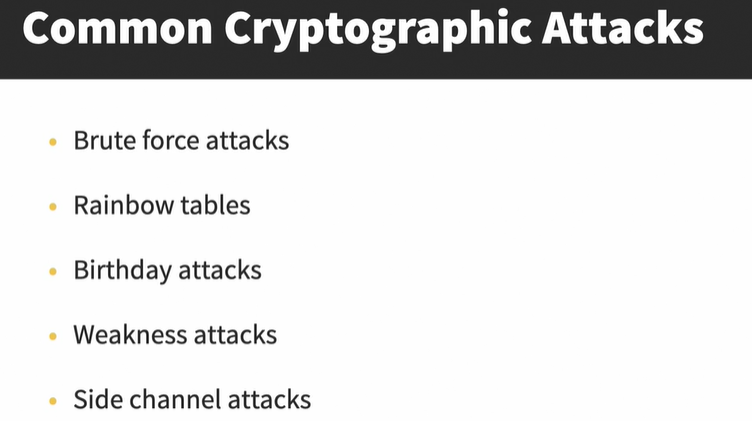 Common Cryptographic Attacks
• Brute force attacks
• Rainbow tables
• Birthday attacks
• Weakness attacks
• Side channel attacks